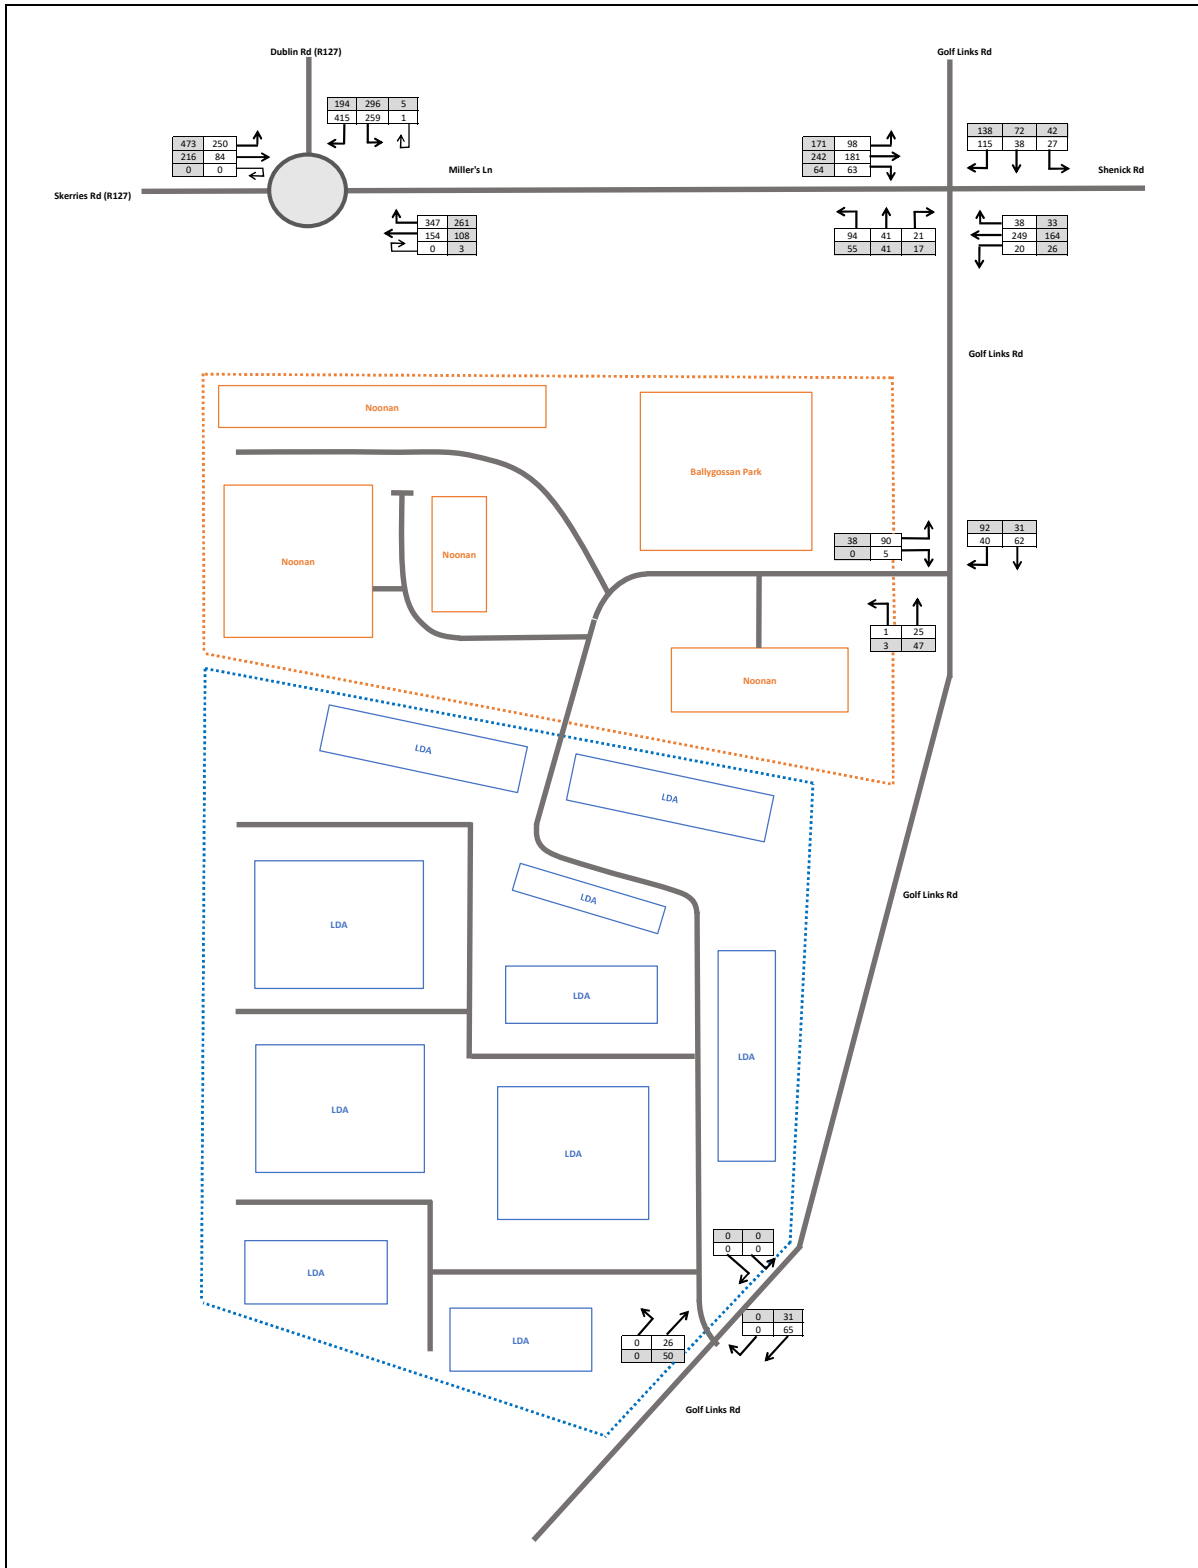 Dublin Rd (R127)
Golf Links Rd
194 296 5
415 259 1
473 250
216 84
0 0
171 98
242 181
64 63
138 72 42
115 38 27
Miller's Ln
Shenick Rd
Skerries Rd (R127)
347 261
154 108
0 3
94 41 21
55 41 17
38 33
249 164
20 26
Golf Links Rd
Noonan
Ballygossan Park
Noonan
Noonan
38 90
0 5
92 31
40 62
1 25
3 47
Noonan
LDA
LDA
LDA
Golf Links Rd
LDA
LDA
LDA
LDA
LDA
0 0
0 0
LDA
0 31
0 65
0 26
0 50
LDA
Golf Links Rd